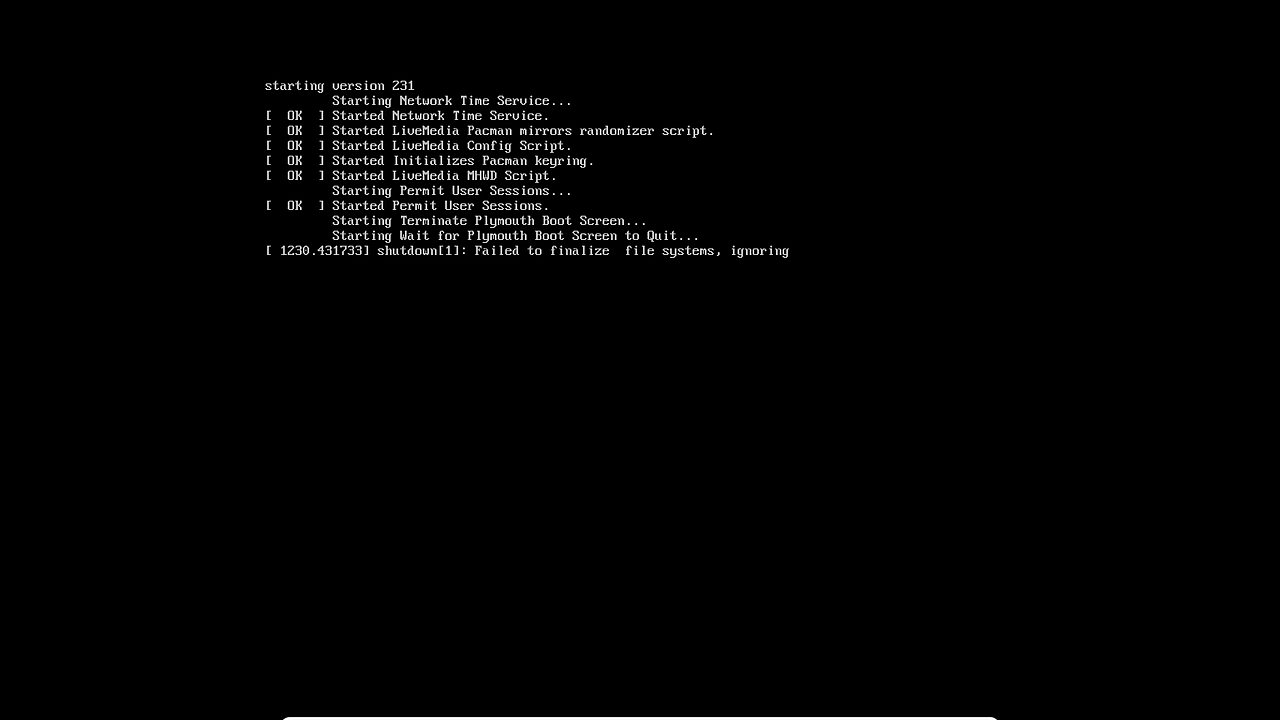 starting version 231
Starting Network Time Service...
[  OK  ] Started Network Time Service.
[  OK  ] Started LiveMedia Pacman mirrors randomizer script.
[  OK  ] Started LiveMedia Config Script.
[  OK  ] Started Initializes Pacman keyring.
[  OK  ] Started LiveMedia MHWD Script.
Starting Permit User Sessions...
[  OK  ] Started Permit User Sessions.
Starting Terminate Plymouth Boot Screen...
Starting Wait for Plymouth Boot Screen to Quit...
[ 1230.431733] shutdown[1]: Failed to finalize  file systems, ignoring